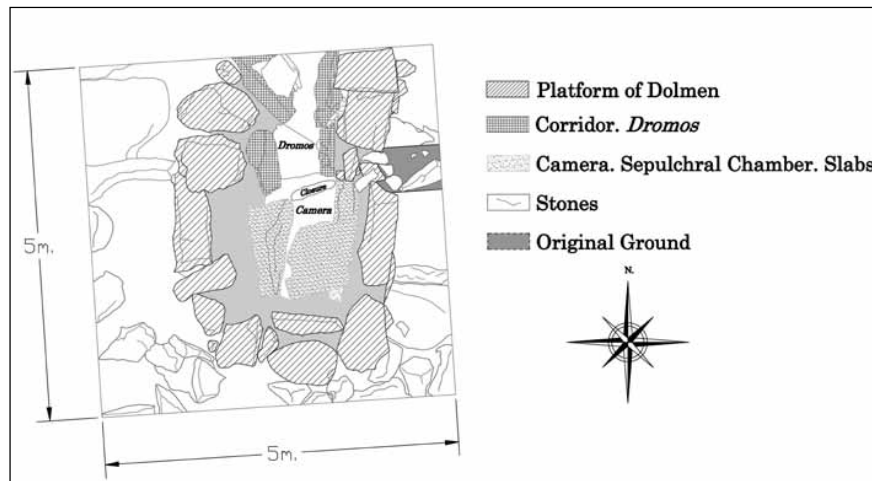 Dromos
Closure
Camera
5m.
5m.
Platform of Dolmen
Corridor. Dromos
Camera. Sepulchral Chamber. Slabs
Stones
Original Ground
N.